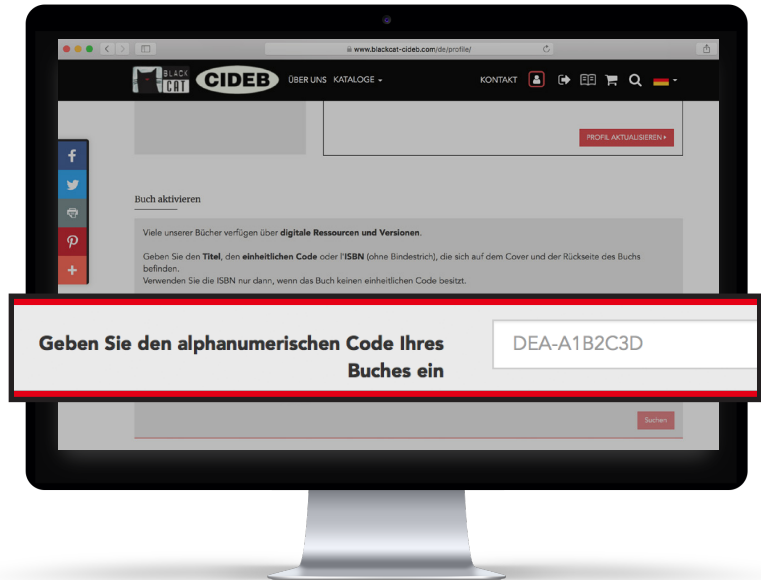 www.blackcat-cideb.com/de/profile/
BLACK CAT CIDEB ÜBER UNS KATALOGE KONTAKT
PROFIL AKTUALISIEREN
Buch aktivieren
Viele unserer Bücher verfügen über digitale Ressourcen und Versionen.
Geben Sie den Titel, den einheitlichen Code oder l'ISBN (ohne Bindestrich), die sich auf dem Cover und der Rückseite des Buchs
befinden.
Verwenden Sie die ISBN nur dann, wenn das Buch keinen einheitlichen Code besitzt.
Geben Sie den alphanumerischen Code Ihres
Buches ein
DEA-A1B2C3D
Suchen